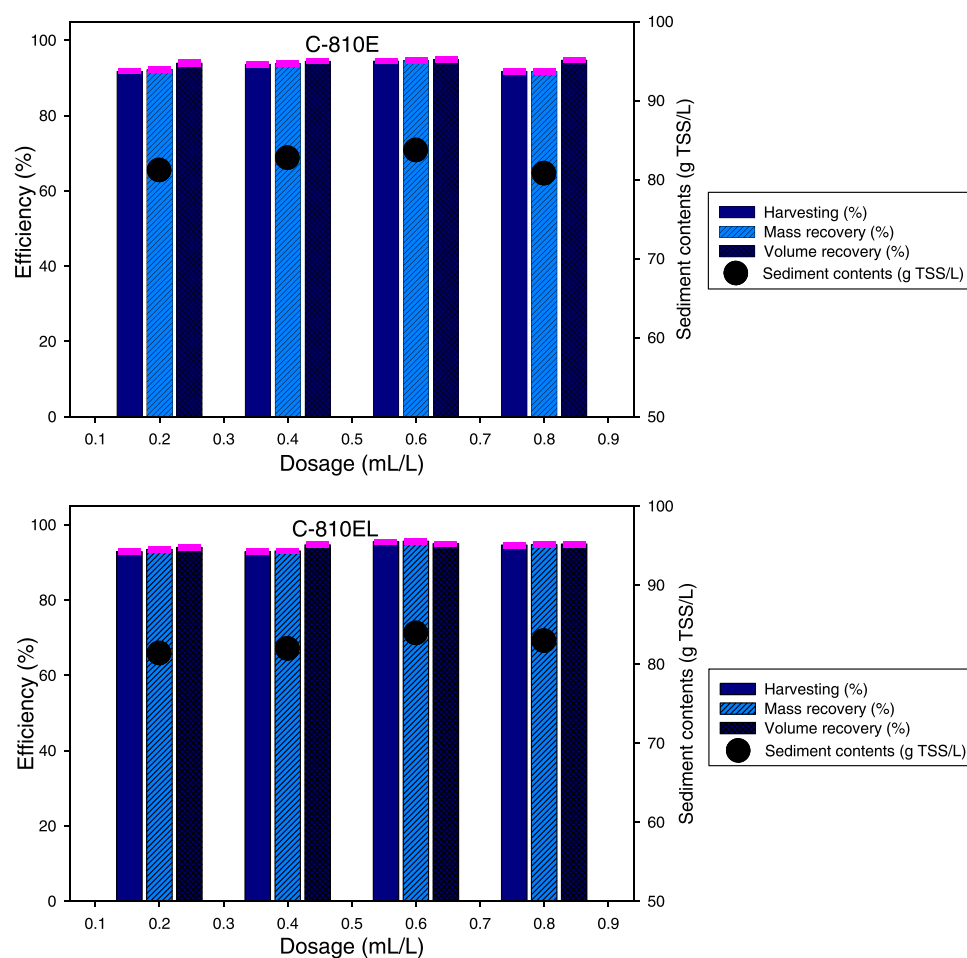 C-810E
100
80
60
40
20
0
Efficiency (%)
100
90
80
70
60
50
Sediment contents (g TSS/L)
0.1 0.2 0.3 0.4 0.5 0.6 0.7 0.8 0.9
Dosage (mL/L)
Harvesting (%)
Mass recovery (%)
Volume recovery (%)
Sediment contents (g TSS/L)
C-810EL
100
80
60
40
20
0
Efficiency (%)
100
90
80
70
60
50
Sediment contents (g TSS/L)
0.1 0.2 0.3 0.4 0.5 0.6 0.7 0.8 0.9
Dosage (mL/L)
Harvesting (%)
Mass recovery (%)
Volume recovery (%)
Sediment contents (g TSS/L)